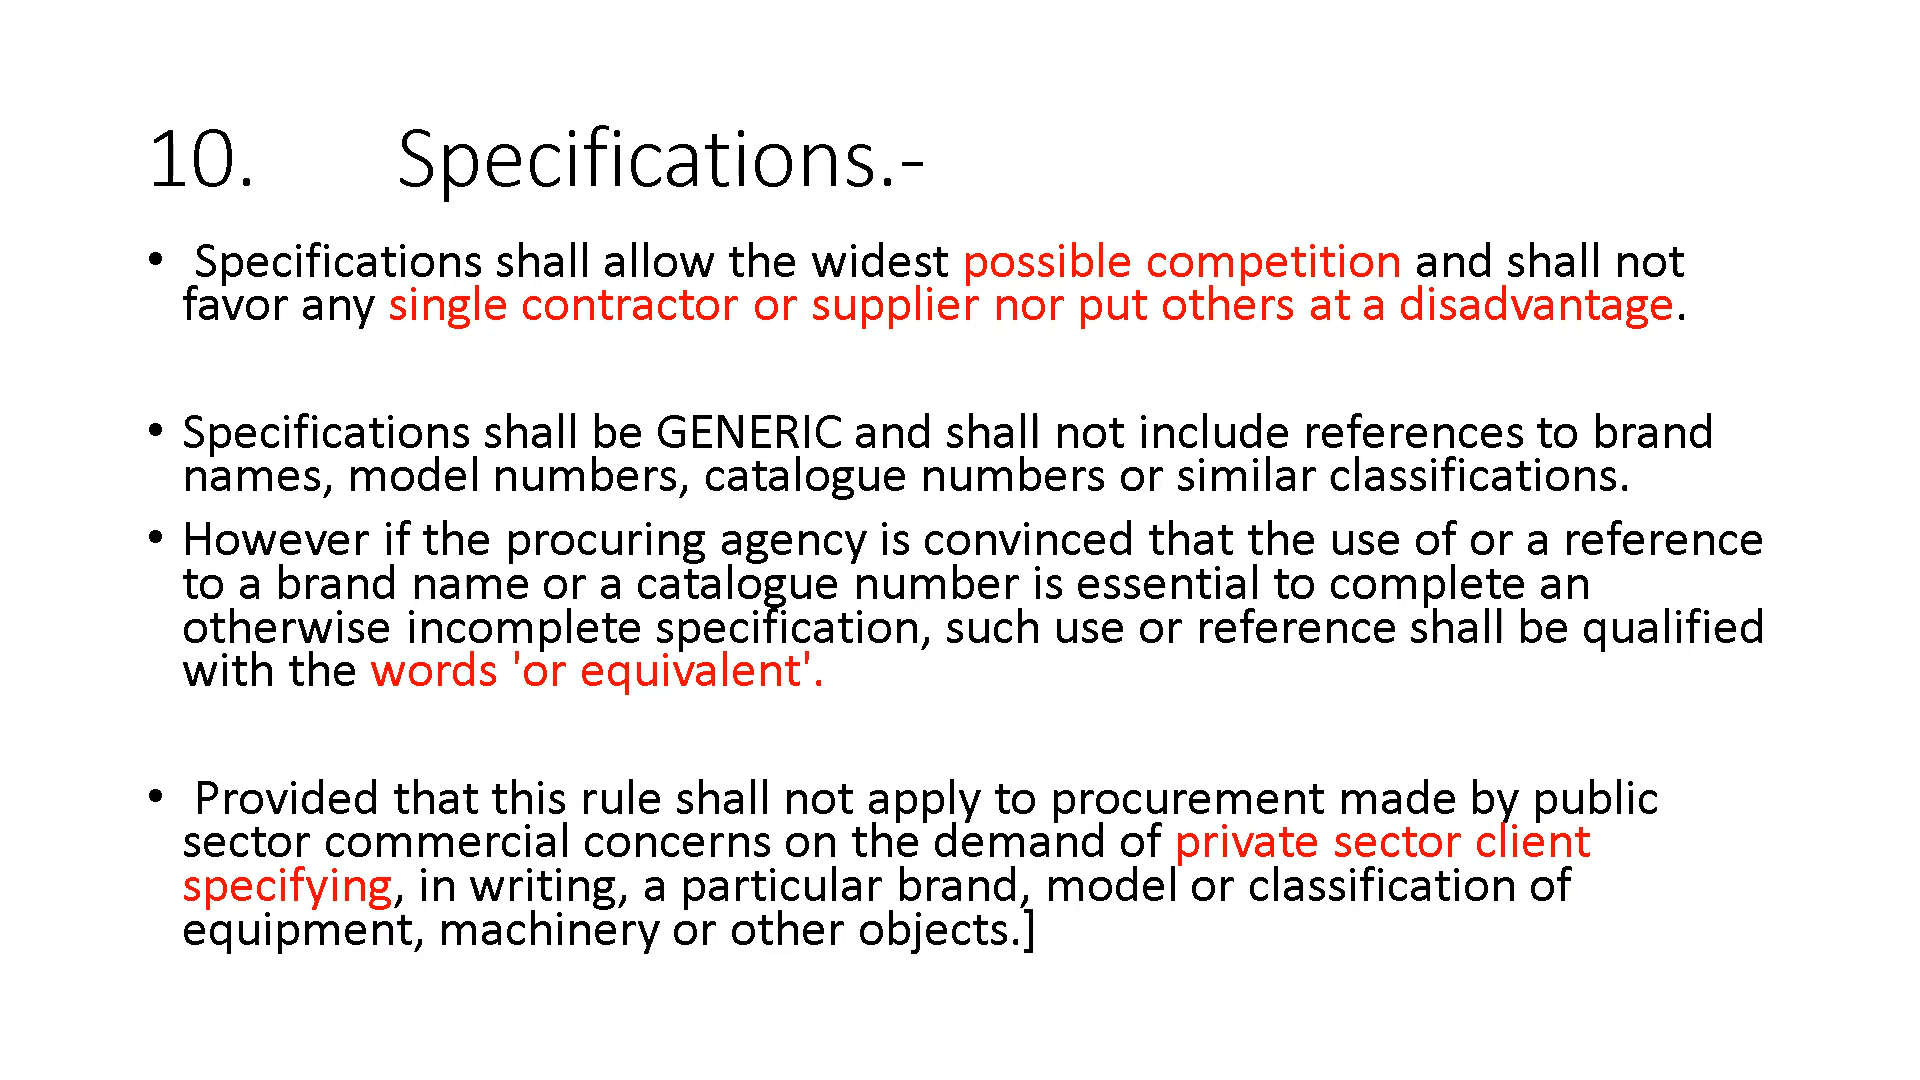 10. Specifications.-
• Specifications shall allow the widest possible competition and shall not
favor any single contractor or supplier nor put others at a disadvantage.
• Specifications shall be GENERIC and shall not include references to brand
names, model numbers, catalogue numbers or similar classifications.
• However if the procuring agency is convinced that the use of or a reference
to a brand name or a catalogue number is essential to complete an
otherwise incomplete specification, such use or reference shall be qualified
with the words 'or equivalent'.
• Provided that this rule shall not apply to procurement made by public
sector commercial concerns on the demand of private sector client
specifying, in writing, a particular brand, model or classification of
equipment, machinery or other objects.]